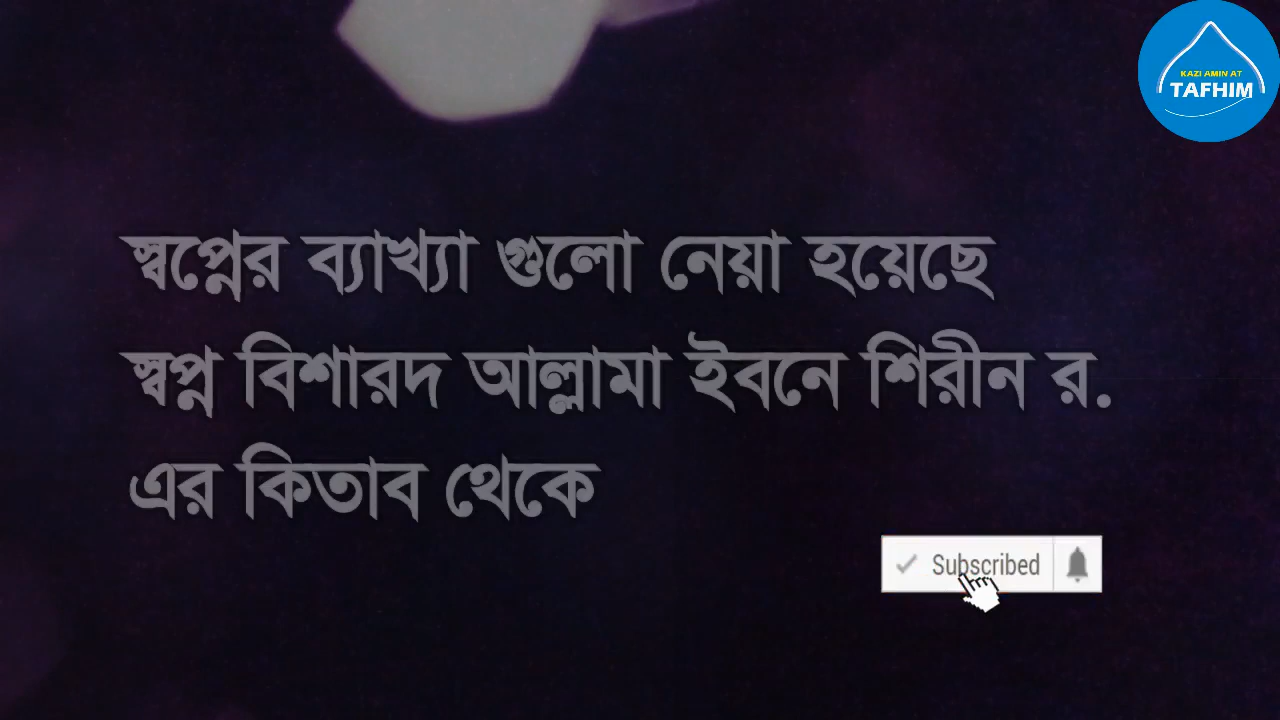 KAZI AMIN AT
TAFHIM
স্বপ্নের ব্যাখ্যা গুলো নেয়া হয়েছে
স্বপ্ন বিশারদ আল্লামা ইবনে শিরীন র.
এর কিতাব থেকে
Subscribed